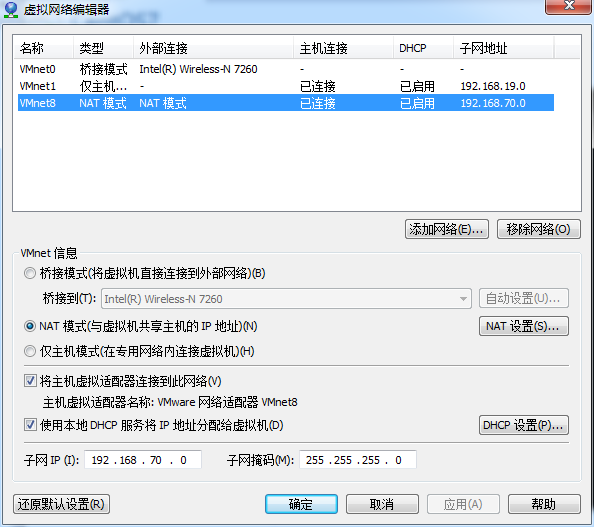 虚拟网络编辑器
名称 类型 外部连接 主机连接 DHCP 子网地址
VMnet0 桥接模式 Intel(R) Wireless-N 7260 - - -
VMnet1 仅主机... - 已连接 已启用 192.168.19.0
VMnet8 NAT 模式 NAT 模式 已连接 已启用 192.168.70.0
添加网络(E)... 移除网络(O)
VMnet 信息
桥接模式(将虚拟机直接连接到外部网络)(B)
桥接到(T): Intel(R) Wireless-N 7260 自动设置(U)...
NAT 模式(与虚拟机共享主机的 IP 地址)(N) NAT 设置(S)...
仅主机模式(在专用网络内连接虚拟机)(H)
将主机虚拟适配器连接到此网络(V)
主机虚拟适配器名称: VMware 网络适配器 VMnet8
使用本地 DHCP 服务将 IP 地址分配给虚拟机(D) DHCP 设置(P)...
子网 IP (I): 192 .168 . 70 . 0 子网掩码(M): 255 .255 .255 . 0
还原默认设置(R) 确定 取消 应用(A) 帮助